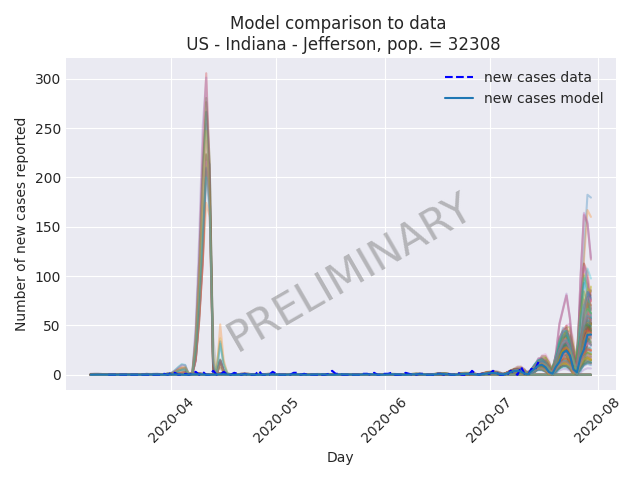 Model comparison to data
US - Indiana - Jefferson, pop. = 32308
new cases data
new cases model
Number of new cases reported
300
250
200
150
100
50
0
PRELIMINARY
2020-04
2020-05
2020-06
2020-07
2020-08
Day